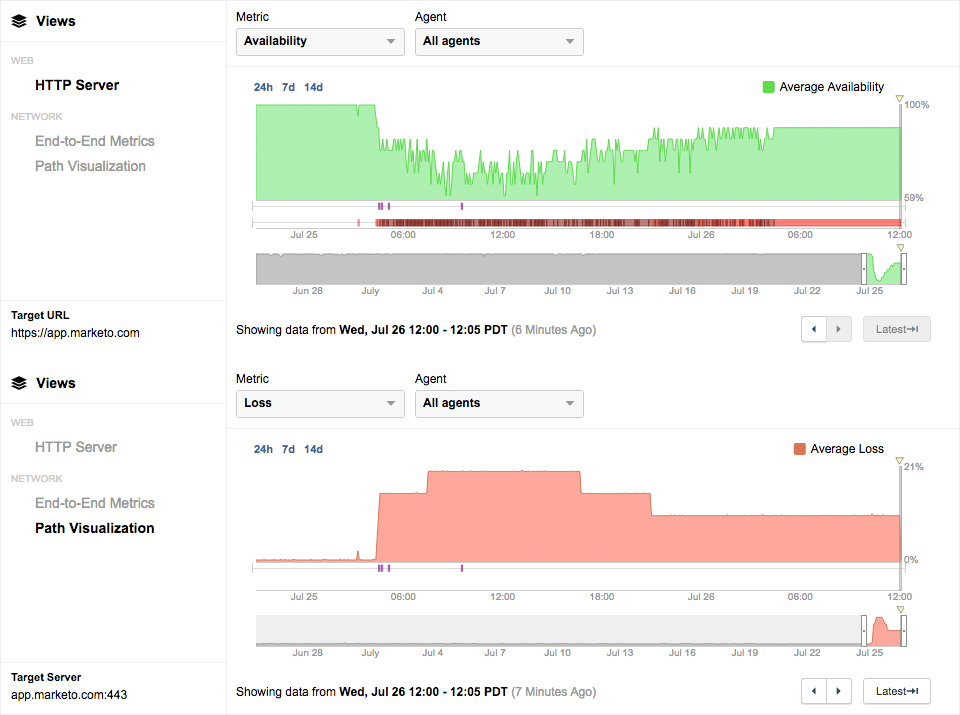 Views
Metric
Agent
Availability
All agents
WEB
HTTP Server
24h 7d 14d
Average Availability
100%
NETWORK
End-to-End Metrics
Path Visualization
59%
Jul 25 06:00 12:00 18:00 Jul 26 06:00 12:00
Jun 28 July Jul 4 Jul 7 Jul 10 Jul 13 Jul 16 Jul 19 Jul 22 Jul 25
Target URL
https://app.marketo.com
Showing data from Wed, Jul 26 12:00 - 12:05 PDT (6 Minutes Ago)
Latest
Views
Metric
Agent
Loss
All agents
WEB
HTTP Server
24h 7d 14d
Average Loss
21%
NETWORK
End-to-End Metrics
Path Visualization
0%
Jul 25 06:00 12:00 18:00 Jul 26 06:00 12:00
Jun 28 July Jul 4 Jul 7 Jul 10 Jul 13 Jul 16 Jul 19 Jul 22 Jul 25
Target Server
app.marketo.com:443
Showing data from Wed, Jul 26 12:00 - 12:05 PDT (7 Minutes Ago)
Latest